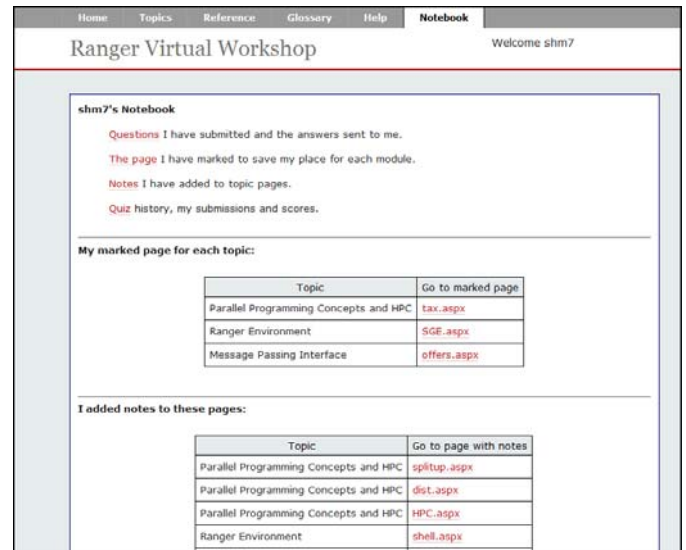 Home Topics Reference Glossary Help Notebook
Ranger Virtual Workshop
Welcome shm7
shm7's Notebook
Questions I have submitted and the answers sent to me.
The page I have marked to save my place for each module.
Notes I have added to topic pages.
Quiz history, my submissions and scores.
My marked page for each topic:
Topic Go to marked page
Parallel Programming Concepts and HPC tax.aspx
Ranger Environment SGE.aspx
Message Passing Interface offers.aspx
I added notes to these pages:
Topic Go to page with notes
Parallel Programming Concepts and HPC splitup.aspx
Parallel Programming Concepts and HPC dist.aspx
Parallel Programming Concepts and HPC HPC.aspx
Ranger Environment shell.aspx